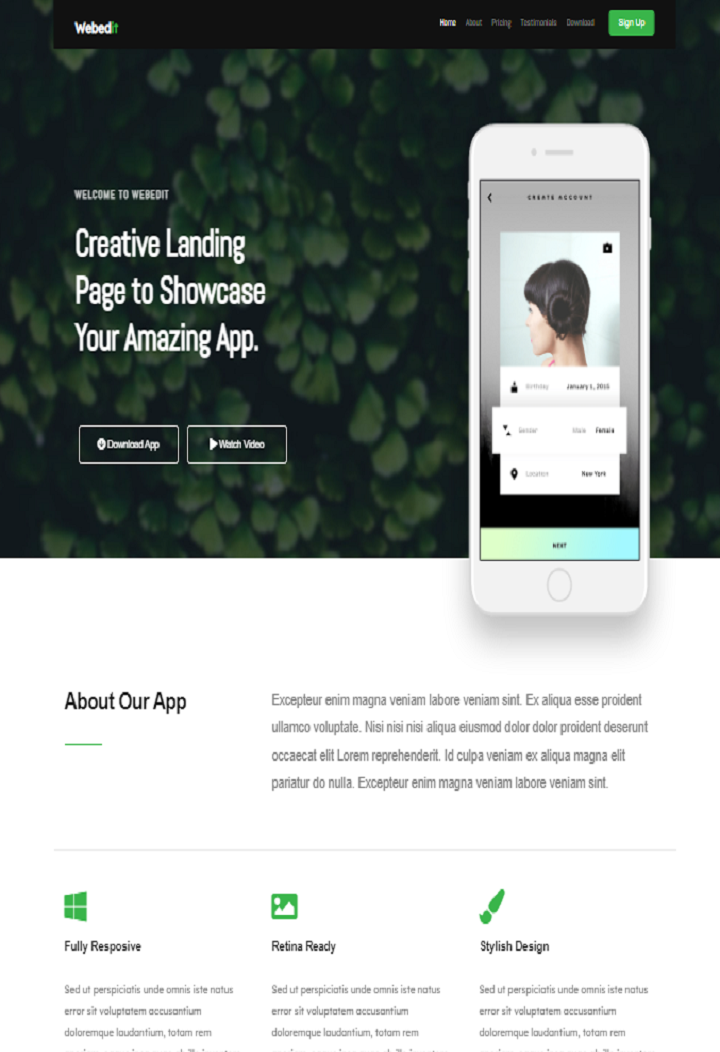 Webedit
Home About Pricing Testimonials Download Sign Up
WELCOME TO WEBEDIT
Creative Landing
Page to Showcase
Your Amazing App.
Download App Watch Video
CREATE ACCOUNT
Birthday January 5, 2015
Gender Male Female
Location New York
NEXT
About Our App
Excepteur enim magna veniam labore veniam sint. Ex aliqua esse proident
ullamco voluptate. Nisi nisi nisi aliqua eiusmod dolor dolor proident deserunt
occaecat elit Lorem reprehenderit. Id culpa veniam ex aliqua magna elit
pariatur do nulla. Excepteur enim magna veniam labore veniam sint.
Fully Resposive
Sed ut perspiciatis unde omnis iste natus
error sit voluptatem accusantium
doloremque laudantium, totam rem
Retina Ready
Sed ut perspiciatis unde omnis iste natus
error sit voluptatem accusantium
doloremque laudantium, totam rem
Stylish Design
Sed ut perspiciatis unde omnis iste natus
error sit voluptatem accusantium
doloremque laudantium, totam rem